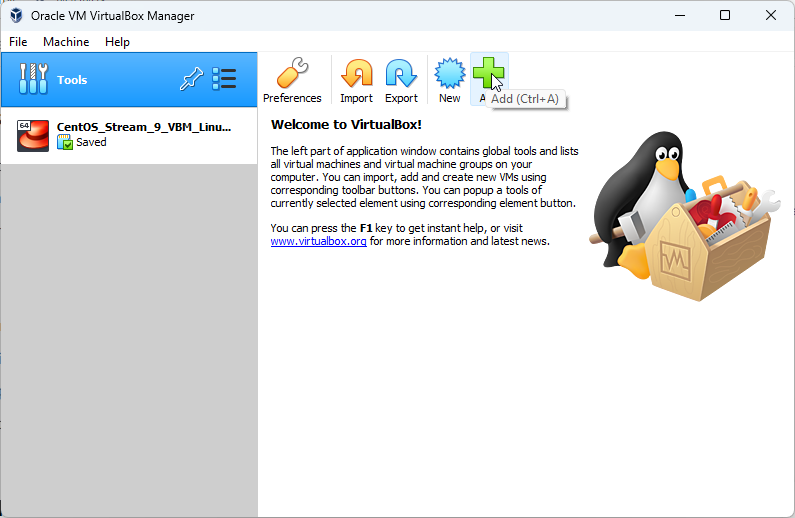 Oracle VM VirtualBox Manager
File Machine Help
Tools
Preferences Import Export New A
Add (Ctrl+A)
64
CentOS_Stream_9_VBM_Linu...
Saved
Welcome to VirtualBox!
The left part of application window contains global tools and lists
all virtual machines and virtual machine groups on your
computer. You can import, add and create new VMs using
corresponding toolbar buttons. You can popup a tools of
currently selected element using corresponding element button.
You can press the F1 key to get instant help, or visit
www.virtualbox.org for more information and latest news.